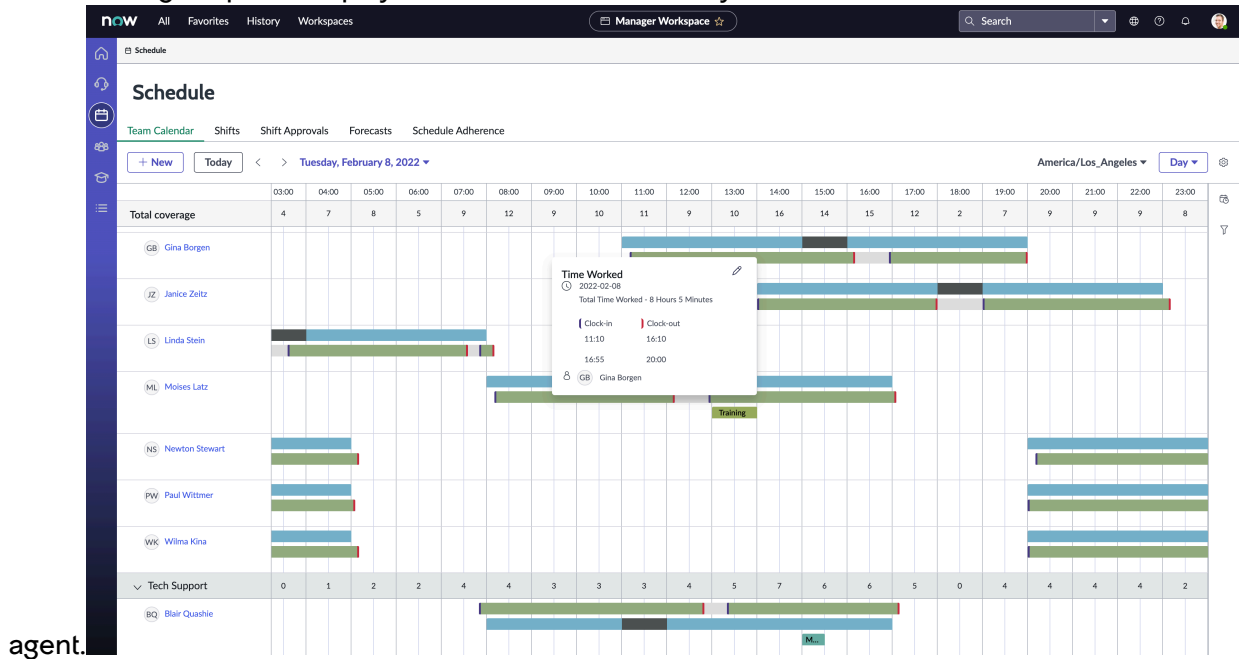 now All Favorites History Workspaces Manager Workspace ☆ Search
Schedule
Schedule
Team Calendar Shifts Shift Approvals Forecasts Schedule Adherence
+ New Today < > Tuesday, February 8, 2022 America/Los_Angeles Day
03:00 04:00 05:00 06:00 07:00 08:00 09:00 10:00 11:00 12:00 13:00 14:00 15:00 16:00 17:00 18:00 19:00 20:00 21:00 22:00 23:00
Total coverage 4 7 8 5 9 12 9 10 11 9 10 16 14 15 12 2 7 9 9 9 8
GB Gina Borgen
Time Worked
2022-02-08
Total Time Worked - 8 Hours 5 Minutes
Clock-in Clock-out
11:10 16:10
16:55 20:00
GB Gina Borgen
JZ Janice Zeitz
LS Linda Stein
ML Moises Latz
Training
NS Newton Stewart
PW Paul Wittmer
WK Wilma Kina
Tech Support 0 1 2 2 4 4 3 3 3 4 5 7 6 6 5 0 4 4 4 4 2
BQ Blair Quashie
M...
agent.